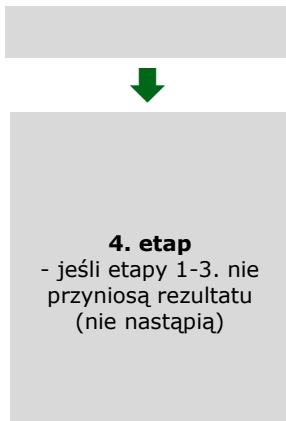 4. etap
- jeśli etapy 1-3. nie
przyniosą rezultatu
(nie nastąpią)